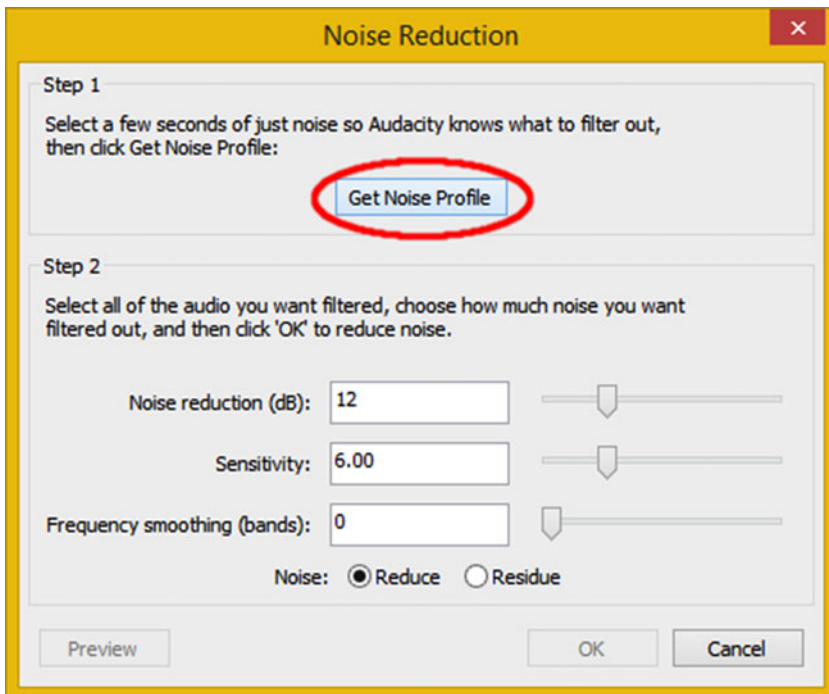 Noise Reduction
Step 1
Select a few seconds of just noise so Audacity knows what to filter out,
then click Get Noise Profile:
Get Noise Profile
Step 2
Select all of the audio you want filtered, choose how much noise you want
filtered out, and then click 'OK' to reduce noise.
Noise reduction (dB): 12
Sensitivity: 6.00
Frequency smoothing (bands): 0
Noise: Reduce Residue
Preview OK Cancel